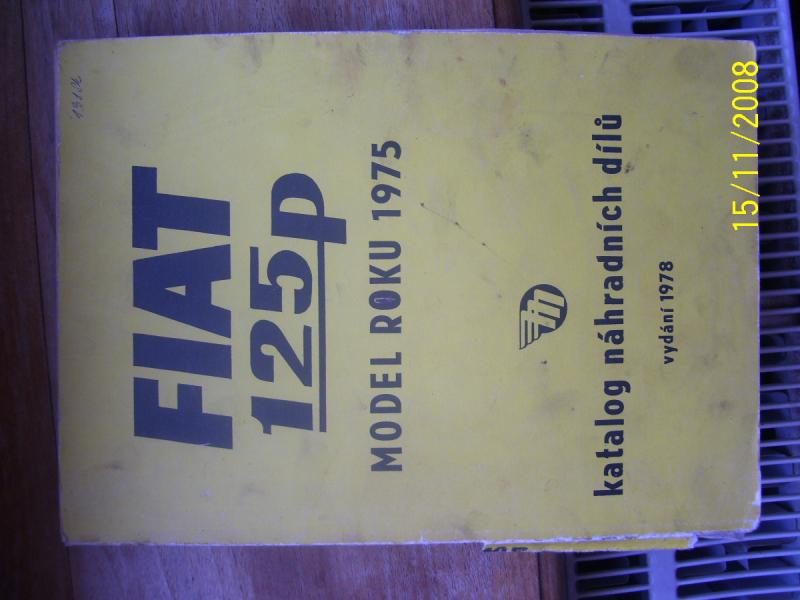 FIAT
125p
MODEL ROKU 1975
katalog náhradních dílů
vydání 1978
15/11/2008